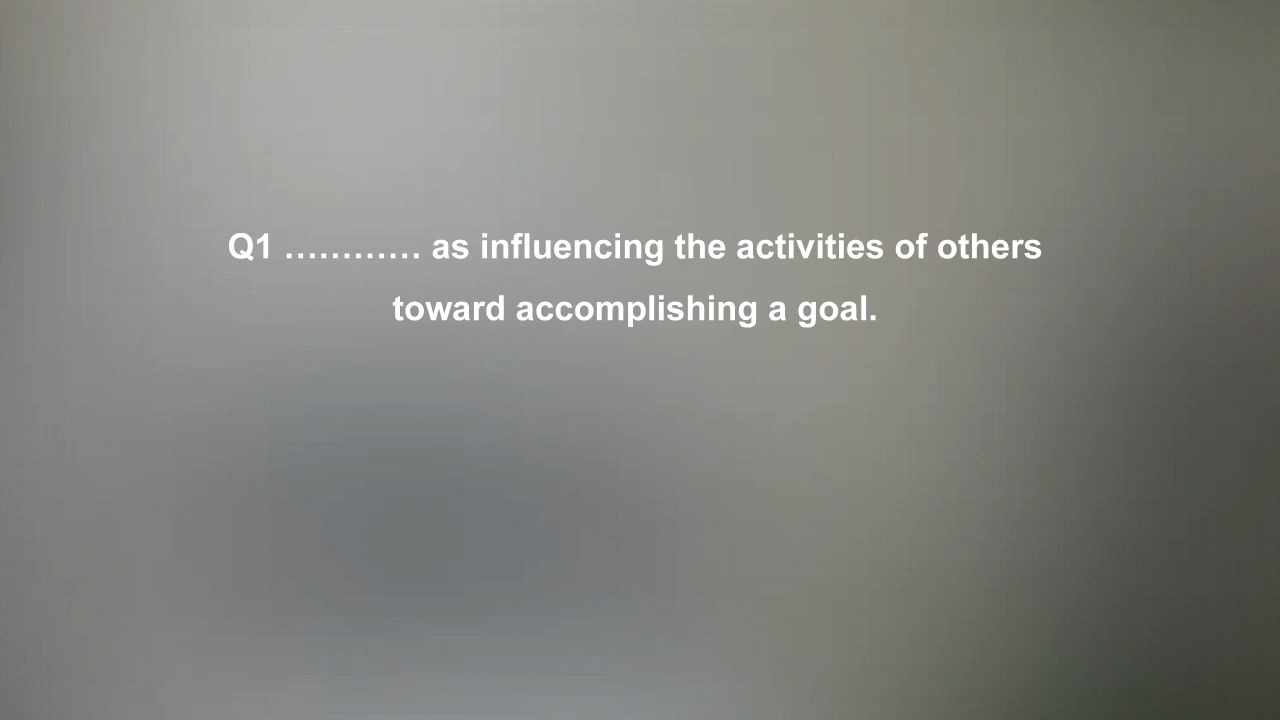 Q1 ………… as influencing the activities of others
toward accomplishing a goal.